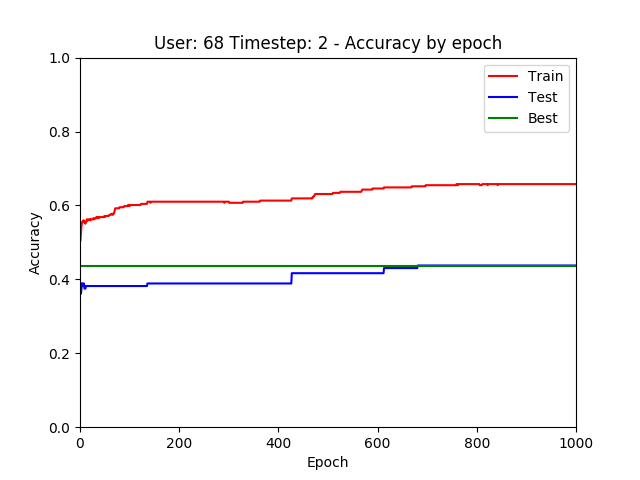 User: 68 Timestep: 2 - Accuracy by epoch
1.0
0.8
0.6
0.4
0.2
0.0
Accuracy
Train
Test
Best
0 200 400 600 800 1000
Epoch